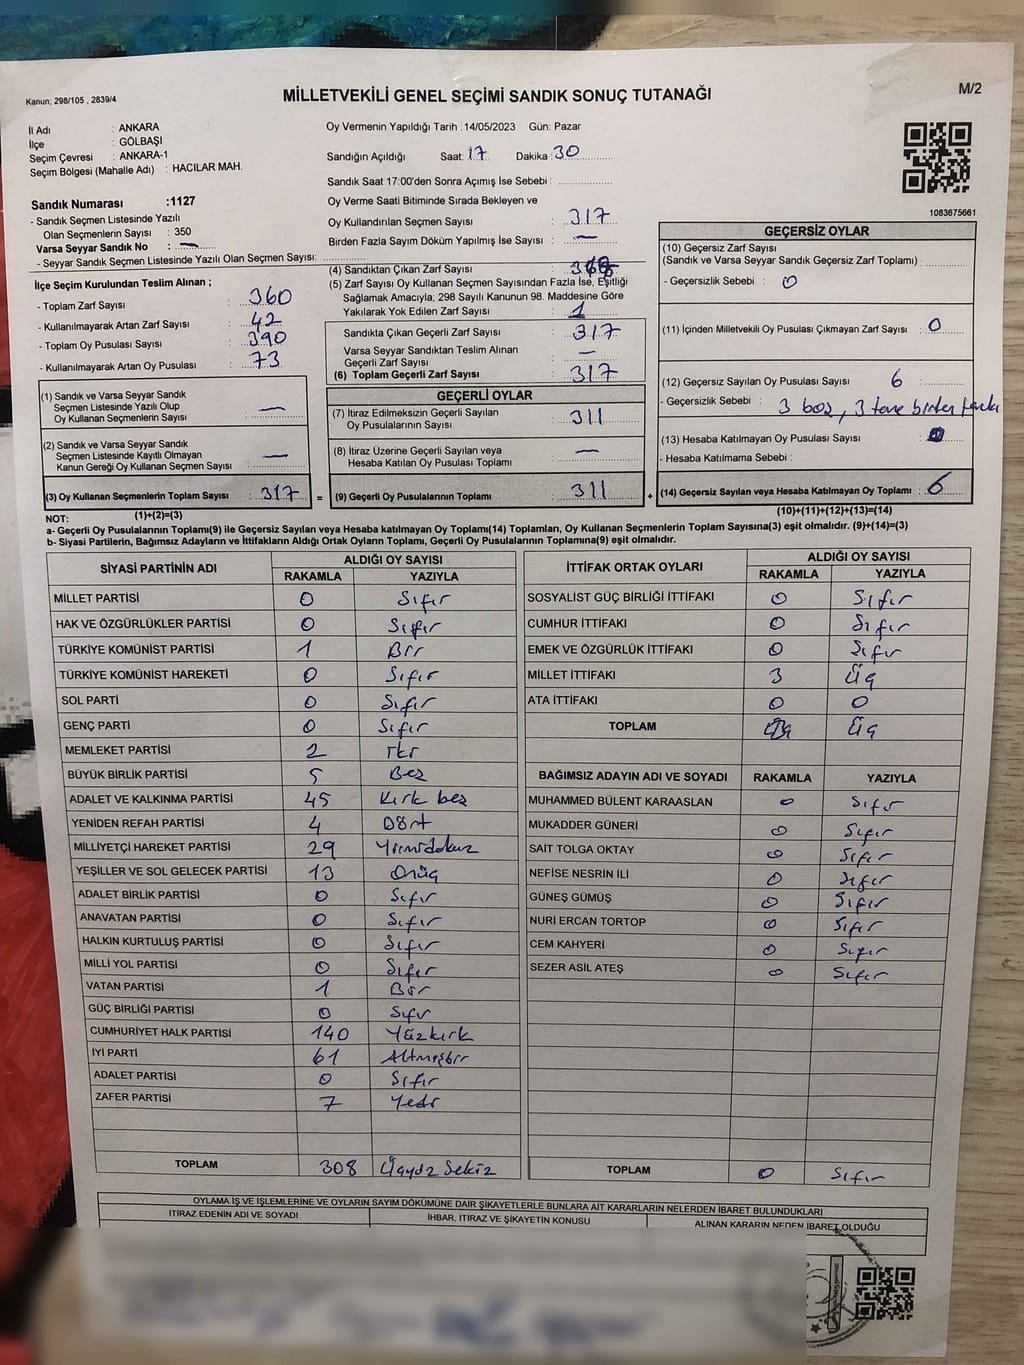 Kanun; 298/105 , 2839/4
MİLLETVEKİLİ GENEL SEÇİMİ SANDIK SONUÇ TUTANAĞI
M/2
İl Adı : ANKARA
İlçe : GÖLBAŞI
Seçim Çevresi : ANKARA-1
Seçim Bölgesi (Mahalle Adı) : HACILAR MAH.
Oy Vermenin Yapıldığı Tarih : 14/05/2023 Gün: Pazar
Sandığın Açıldığı Saat: 17 Dakika : 30
Sandık Saat 17:00'den Sonra Açımış İse Sebebi :
Sandık Numarası :1127
- Sandık Seçmen Listesinde Yazılı
Olan Seçmenlerin Sayısı : 350
Varsa Seyyar Sandık No : —
- Seyyar Sandık Seçmen Listesinde Yazılı Olan Seçmen Sayısı:
Oy Verme Saati Bitiminde Sırada Bekleyen ve
Oy Kullandırılan Seçmen Sayısı : 317
Birden Fazla Sayım Döküm Yapılmış İse Sayısı : —
1083675661
İlçe Seçim Kurulundan Teslim Alınan ;
- Toplam Zarf Sayısı : 360
- Kullanılmayarak Artan Zarf Sayısı : 42
- Toplam Oy Pusulası Sayısı : 390
- Kullanılmayarak Artan Oy Pusulası : 73
(4) Sandıktan Çıkan Zarf Sayısı :
(5) Zarf Sayısı Oy Kullanan Seçmen Sayısından Fazla İse, Eşitliği
Sağlamak Amacıyla; 298 Sayılı Kanunun 98. Maddesine Göre
Yakılarak Yok Edilen Zarf Sayısı : 1
Sandıkta Çıkan Geçerli Zarf Sayısı : 317
Varsa Seyyar Sandıktan Teslim Alınan
Geçerli Zarf Sayısı : —
(6) Toplam Geçerli Zarf Sayısı : 317
GEÇERSİZ OYLAR
(10) Geçersiz Zarf Sayısı
(Sandık ve Varsa Seyyar Sandık Geçersiz Zarf Toplamı) :
- Geçersizlik Sebebi : 0
(11) İçinden Milletvekili Oy Pusulası Çıkmayan Zarf Sayısı : 0
(12) Geçersiz Sayılan Oy Pusulası Sayısı 6 :
- Geçersizlik Sebebi : 3 boş, 3 tane birden fazla
(13) Hesaba Katılmayan Oy Pusulası Sayısı :
- Hesaba Katılmama Sebebi :
(14) Geçersiz Sayılan veya Hesaba Katılmayan Oy Toplamı : 6
(10)+(11)+(12)+(13)=(14)
(1) Sandık ve Varsa Seyyar Sandık
Seçmen Listesinde Yazılı Olup
Oy Kullanan Seçmenlerin Sayısı : —
(2) Sandık ve Varsa Seyyar Sandık
Seçmen Listesinde Kayıtlı Olmayan
Kanun Gereği Oy Kullanan Seçmen Sayısı : —
(3) Oy Kullanan Seçmenlerin Toplam Sayısı : 317 =
(1)+(2)=(3)
GEÇERLİ OYLAR
(7) İtiraz Edilmeksizin Geçerli Sayılan
Oy Pusulalarının Sayısı : 311
(8) İtiraz Üzerine Geçerli Sayılan veya
Hesaba Katılan Oy Pusulası Toplamı : —
(9) Geçerli Oy Pusulalarının Toplamı : 311 +
NOT:
a- Geçerli Oy Pusulalarının Toplamı(9) ile Geçersiz Sayılan veya Hesaba katılmayan Oy Toplamı(14) Toplamları, Oy Kullanan Seçmenlerin Toplam Sayısına(3) eşit olmalıdır. (9)+(14)=(3)
b- Siyasi Partilerin, Bağımsız Adayların ve İttifakların Aldığı Ortak Oyların Toplamı, Geçerli Oy Pusulalarının Toplamına(9) eşit olmalıdır.
SİYASİ PARTİNİN ADI ALDIĞI OY SAYISI
RAKAMLA YAZIYLA
MİLLET PARTİSİ 0 Sıfır
HAK VE ÖZGÜRLÜKLER PARTİSİ 0 Sıfır
TÜRKİYE KOMÜNİST PARTİSİ 1 Bir
TÜRKİYE KOMÜNİST HAREKETİ 0 Sıfır
SOL PARTİ 0 Sıfır
GENÇ PARTİ 0 Sıfır
MEMLEKET PARTİSİ 2 İki
BÜYÜK BİRLİK PARTİSİ 5 Beş
ADALET VE KALKINMA PARTİSİ 45 Kırk beş
YENİDEN REFAH PARTİSİ 4 Dört
MİLLİYETÇİ HAREKET PARTİSİ 29 Yirmidokuz
YEŞİLLER VE SOL GELECEK PARTİSİ 13 Onüç
ADALET BİRLİK PARTİSİ 0 Sıfır
ANAVATAN PARTİSİ 0 Sıfır
HALKIN KURTULUŞ PARTİSİ 0 Sıfır
MİLLİ YOL PARTİSİ 0 Sıfır
VATAN PARTİSİ 1 Bir
GÜÇ BİRLİĞİ PARTİSİ 0 Sıfır
CUMHURİYET HALK PARTİSİ 140 Yüzkırk
İYİ PARTİ 61 Altmışbir
ADALET PARTİSİ 0 Sıfır
ZAFER PARTİSİ 7 Yedi
TOPLAM 308 Üçyüz Sekiz
İTTİFAK ORTAK OYLARI ALDIĞI OY SAYISI
RAKAMLA YAZIYLA
SOSYALİST GÜÇ BİRLİĞİ İTTİFAKI 0 Sıfır
CUMHUR İTTİFAKI 0 Sıfır
EMEK VE ÖZGÜRLÜK İTTİFAKI 0 Sıfır
MİLLET İTTİFAKI 3 Üç
ATA İTTİFAKI 0 0
TOPLAM Üç
BAĞIMSIZ ADAYIN ADI VE SOYADI RAKAMLA YAZIYLA
MUHAMMED BÜLENT KARAASLAN 0 Sıfır
MUKADDER GÜNERİ 0 Sıfır
SAİT TOLGA OKTAY 0 Sıfır
NEFİSE NESRİN İLİ 0 Sıfır
GÜNEŞ GÜMÜŞ 0 Sıfır
NURİ ERCAN TORTOP 0 Sıfır
CEM KAHYERİ 0 Sıfır
SEZER ASİL ATEŞ 0 Sıfır
TOPLAM 0 Sıfır
OYLAMA İŞ VE İŞLEMLERİNE VE OYLARIN SAYIM DÖKÜMÜNE DAİR ŞİKAYETLERLE BUNLARA AİT KARARLARIN NELERDEN İBARET BULUNDUKLARI
İTİRAZ EDENİN ADI VE SOYADI İHBAR, İTİRAZ VE ŞİKAYETİN KONUSU ALINAN KARARIN NEDEN İBARET OLDUĞU